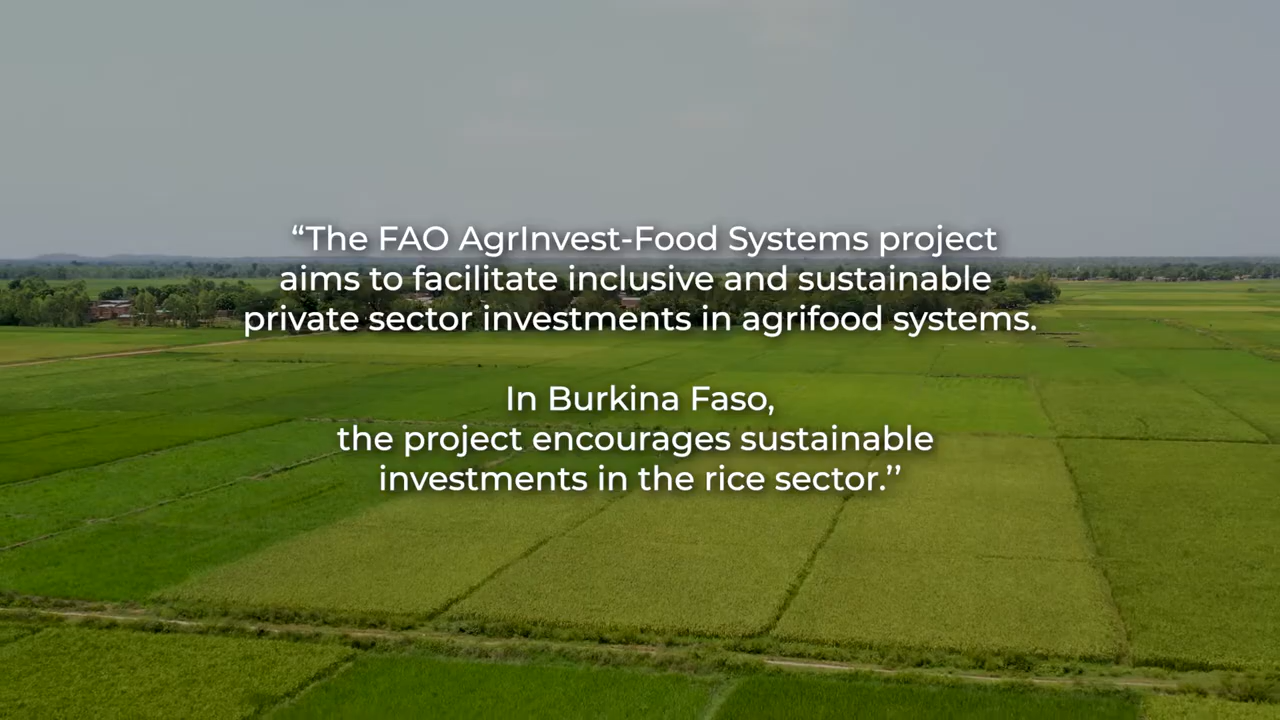 “The FAO AgrInvest-Food Systems project
aims to facilitate inclusive and sustainable
private sector investments in agrifood systems.
In Burkina Faso,
the project encourages sustainable
investments in the rice sector.’’